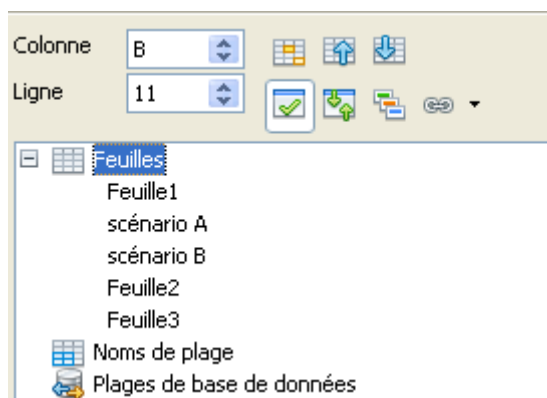 Colonne B
Ligne 11
Feuilles
Feuille1
scénario A
scénario B
Feuille2
Feuille3
Noms de plage
Plages de base de données